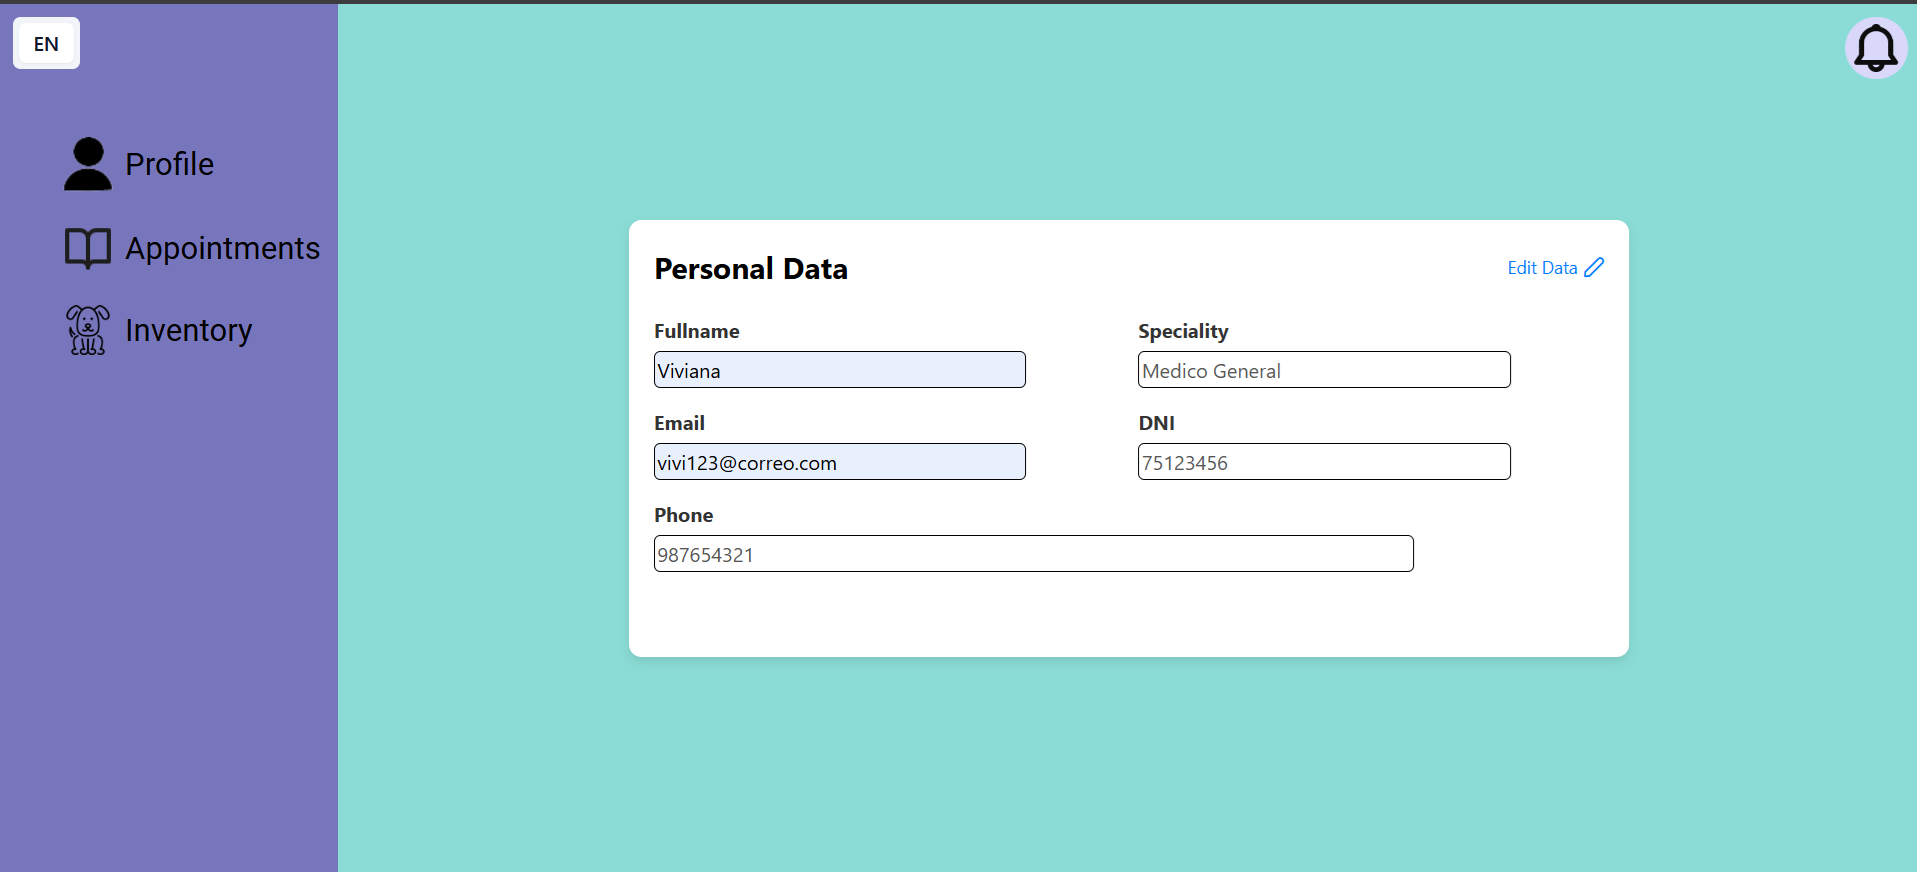 EN
Profile
Appointments
Inventory
Personal Data
Edit Data
Fullname
Speciality
Viviana
Medico General
Email
DNI
vivi123@correo.com
75123456
Phone
987654321